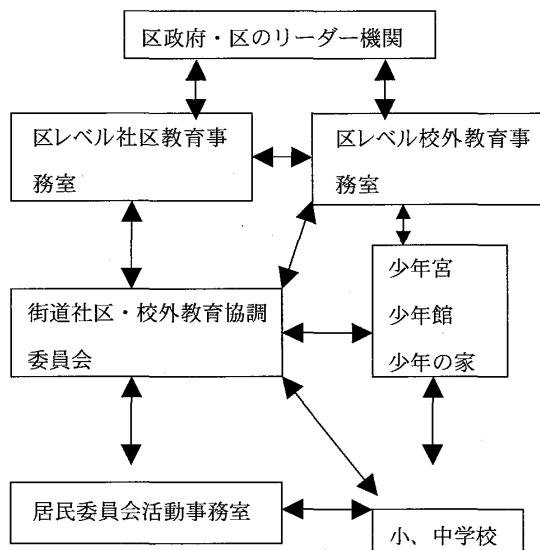 区政府・区のリーダー機関
区レベル社区教育事
務室
区レベル校外教育事
務室
街道社区・校外教育協調
委員会
少年宮
少年館
少年の家
居民委員会活動事務室
小、中学校